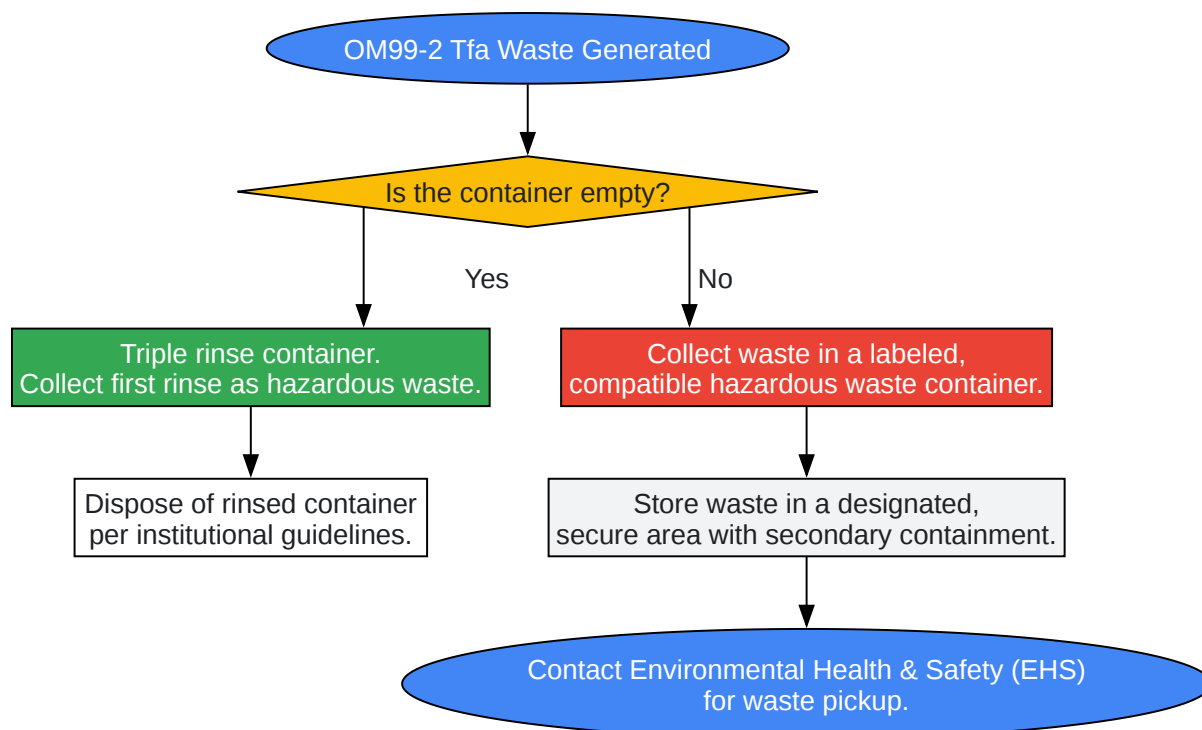 OM99-2 Tfa Waste Generated
Is the container empty?
Yes
No
Triple rinse container.
Collect first rinse as hazardous waste.
Collect waste in a labeled,
compatible hazardous waste container.
Dispose of rinsed container
per institutional guidelines.
Store waste in a designated,
secure area with secondary containment.
Contact Environmental Health & Safety (EHS)
for waste pickup.